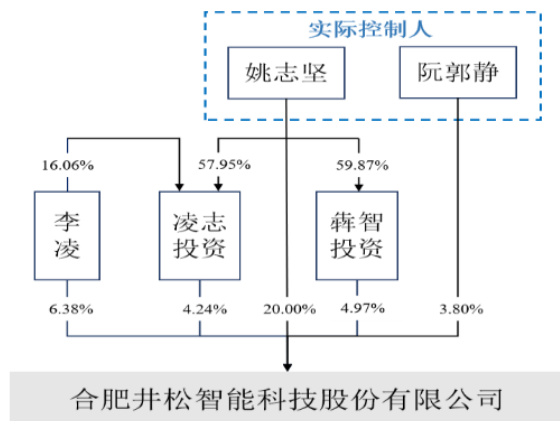 实际控制人
姚志坚
阮郭静
16.06%
57.95%
59.87%
李
凌
凌志
投资
犇智
投资
6.38%
4.24%
20.00%
4.97%
3.80%
合肥井松智能科技股份有限公司